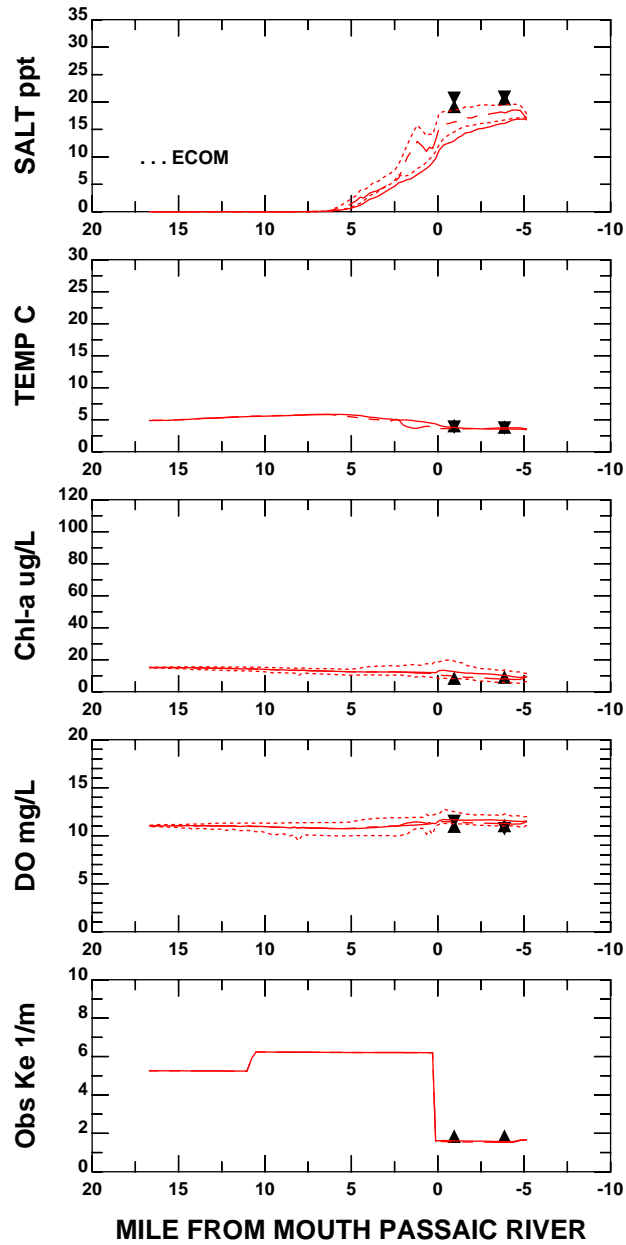 SALT ppt
35
30
25
20
15
10
5
0
. . . ECOM
20 15 10 5 0 -5 -10
TEMP C
30
25
20
15
10
5
0
20 15 10 5 0 -5 -10
Chl-a ug/L
120
100
80
60
40
20
0
20 15 10 5 0 -5 -10
DO mg/L
20
15
10
5
0
20 15 10 5 0 -5 -10
Obs Ke 1/m
10
8
6
4
2
0
20 15 10 5 0 -5 -10
MILE FROM MOUTH PASSAIC RIVER